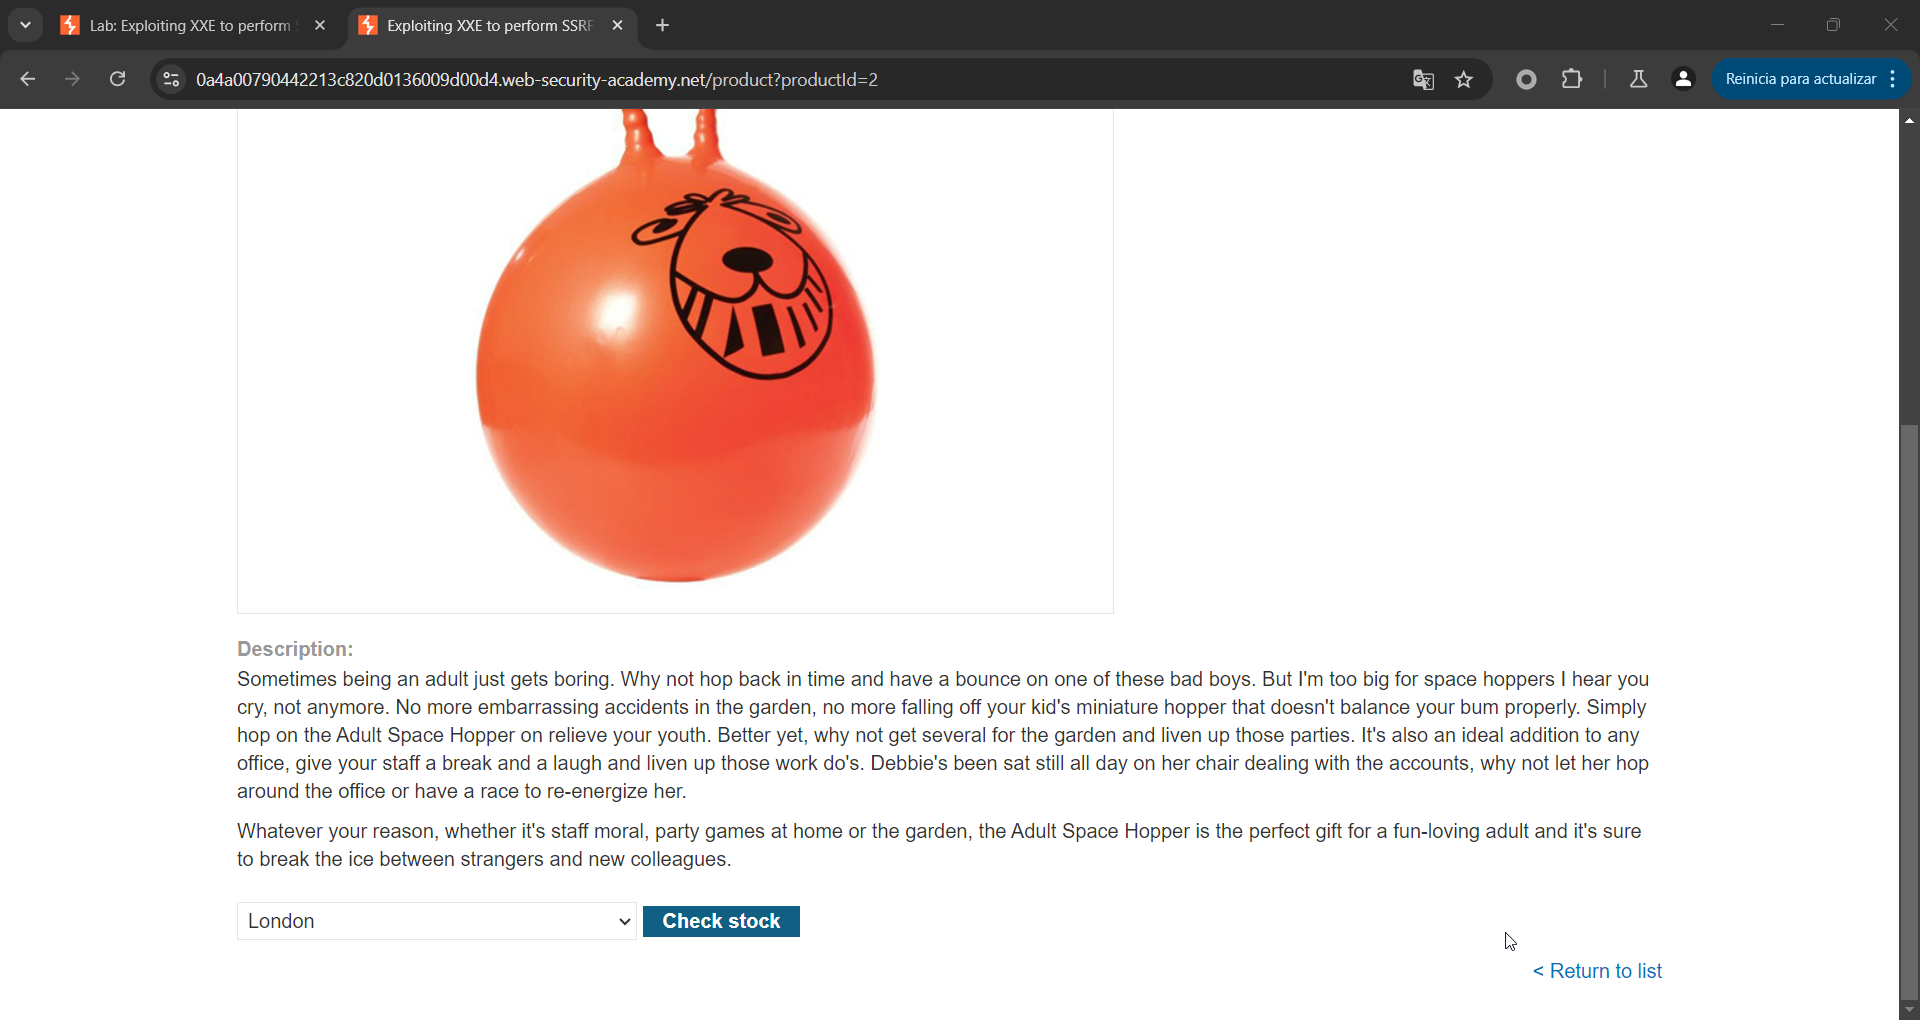 Lab: Exploiting XXE to perform S
Exploiting XXE to perform SSRF
0a4a00790442213c820d0136009d00d4.web-security-academy.net/product?productId=2
Reinicia para actualizar
Description:
Sometimes being an adult just gets boring. Why not hop back in time and have a bounce on one of these bad boys. But I'm too big for space hoppers I hear you
cry, not anymore. No more embarrassing accidents in the garden, no more falling off your kid's miniature hopper that doesn't balance your bum properly. Simply
hop on the Adult Space Hopper on relieve your youth. Better yet, why not get several for the garden and liven up those parties. It's also an ideal addition to any
office, give your staff a break and a laugh and liven up those work do's. Debbie's been sat still all day on her chair dealing with the accounts, why not let her hop
around the office or have a race to re-energize her.
Whatever your reason, whether it's staff moral, party games at home or the garden, the Adult Space Hopper is the perfect gift for a fun-loving adult and it's sure
to break the ice between strangers and new colleagues.
London
Check stock
< Return to list